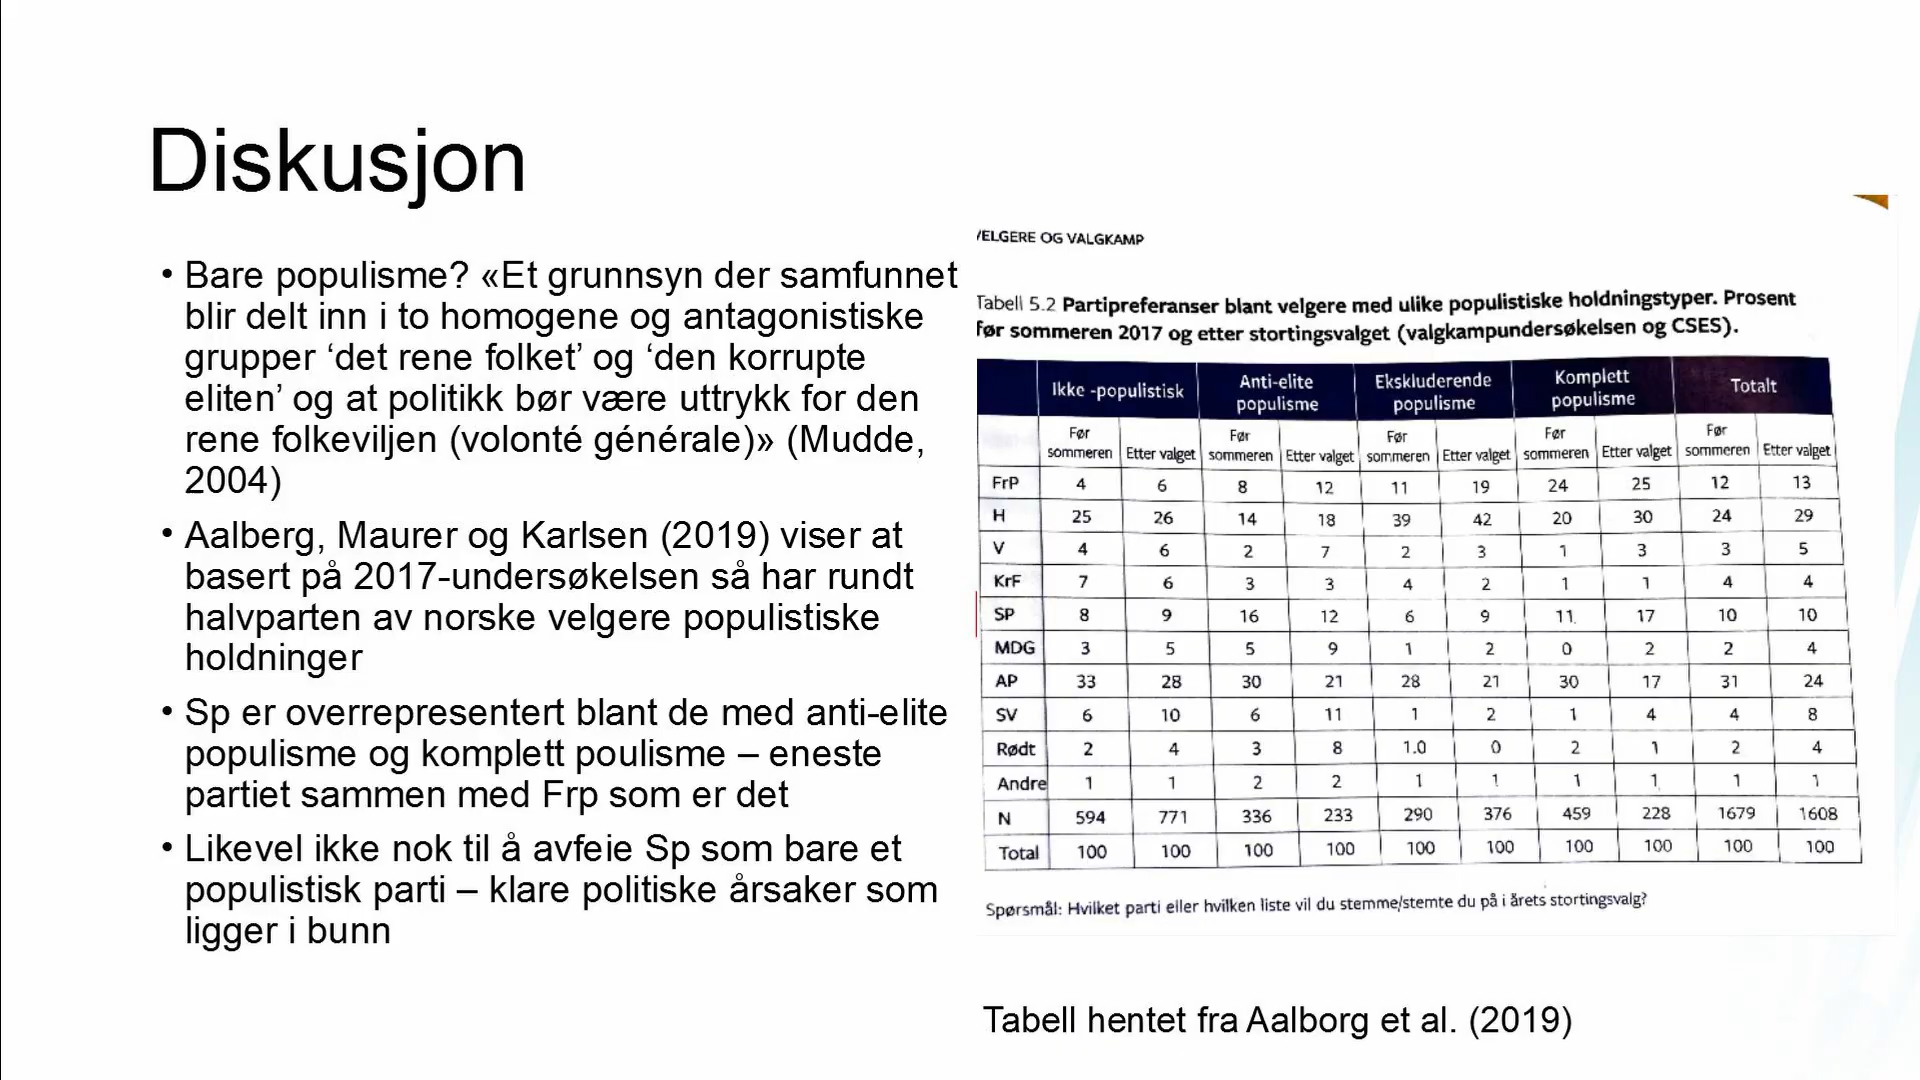 Diskusjon
• Bare populisme? «Et grunnsyn der samfunnet
blir delt inn i to homogene og antagonistiske
grupper ‘det rene folket’ og ‘den korrupte
eliten’ og at politikk bør være uttrykk for den
rene folkeviljen (volonté générale)» (Mudde,
2004)
• Aalberg, Maurer og Karlsen (2019) viser at
basert på 2017-undersøkelsen så har rundt
halvparten av norske velgere populistiske
holdninger
• Sp er overrepresentert blant de med anti-elite
populisme og komplett poulisme – eneste
partiet sammen med Frp som er det
• Likevel ikke nok til å avfeie Sp som bare et
populistisk parti – klare politiske årsaker som
ligger i bunn
VELGERE OG VALGKAMP
Tabell 5.2 Partipreferanser blant velgere med ulike populistiske holdningstyper. Prosent
før sommeren 2017 og etter stortingsvalget (valgkampundersøkelsen og CSES).
Ikke -populistisk Anti-elite populisme Ekskluderende populisme Komplett populisme Totalt
Før sommeren Etter valget Før sommeren Etter valget Før sommeren Etter valget Før sommeren Etter valget Før sommeren Etter valget
FrP 4 6 8 12 11 19 24 25 12 13
H 25 26 14 18 39 42 20 30 24 29
V 4 6 2 7 2 3 1 3 3 5
KrF 7 6 3 3 4 2 1 1 4 4
SP 8 9 16 12 6 9 11 17 10 10
MDG 3 5 5 9 1 2 0 2 2 4
AP 33 28 30 21 28 21 30 17 31 24
SV 6 10 6 11 1 2 1 4 4 8
Rødt 2 4 3 8 1.0 0 2 1 2 4
Andre 1 1 2 2 1 1 1 1 1 1
N 594 771 336 233 290 376 459 228 1679 1608
Total 100 100 100 100 100 100 100 100 100 100
Spørsmål: Hvilket parti eller hvilken liste vil du stemme/stemte du på i årets stortingsvalg?
Tabell hentet fra Aalborg et al. (2019)